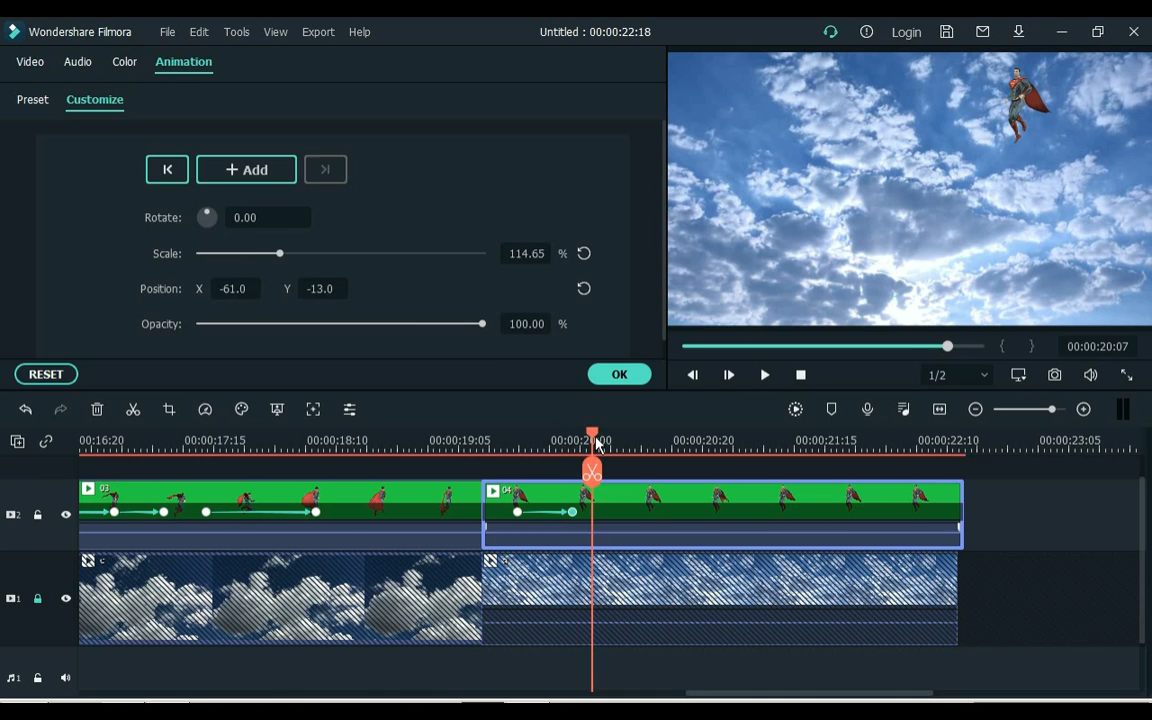 Wondershare Filmora File Edit Tools View Export Help Untitled : 00:00:22:18 Login
Video Audio Color Animation
Preset Customize
+ Add
Rotate: 0.00
Scale: 114.65 %
Position: X -61.0 Y -13.0
Opacity: 100.00 %
00:00:20:07
RESET OK
1/2
00:16:20 00:00:17:15 00:00:18:10 00:00:19:05 00:00:20:00 00:00:20:20 00:00:21:15 00:00:22:10 00:00:23:05
03 04
2
c
1
1